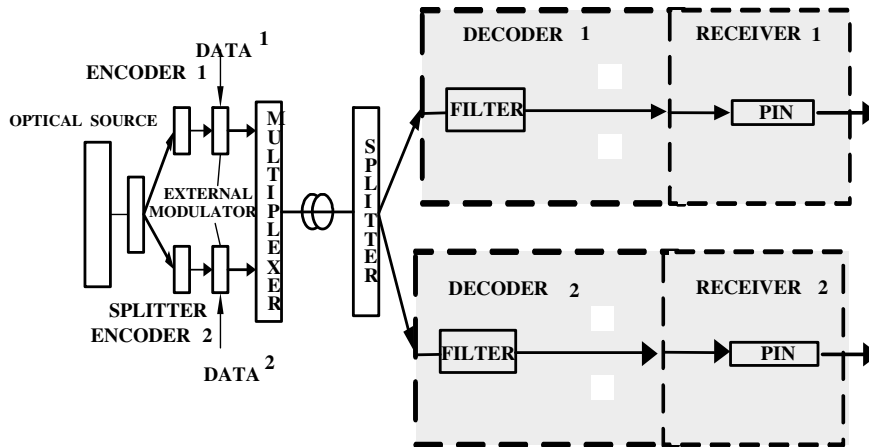 DATA 1
ENCODER 1
OPTICAL SOURCE
EXTERNAL
MODULATOR
SPLITTER
ENCODER 2
DATA 2
MULTIPLEXER
SPLITTER
DECODER 1
FILTER
RECEIVER 1
PIN
DECODER 2
FILTER
RECEIVER 2
PIN